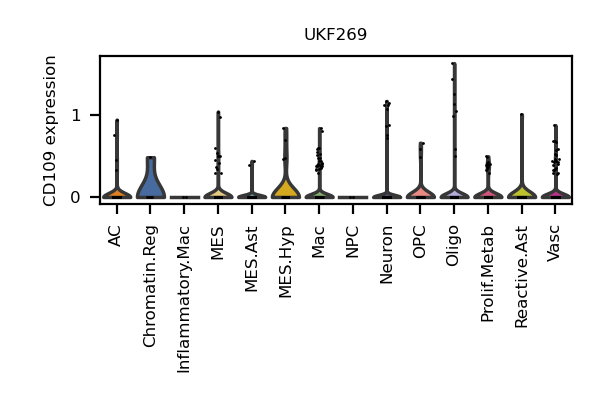 UKF269
CD109 expression
1
0
AC
Chromatin.Reg
Inflammatory.Mac
MES
MES.Ast
MES.Hyp
Mac
NPC
Neuron
OPC
Oligo
Prolif.Metab
Reactive.Ast
Vasc